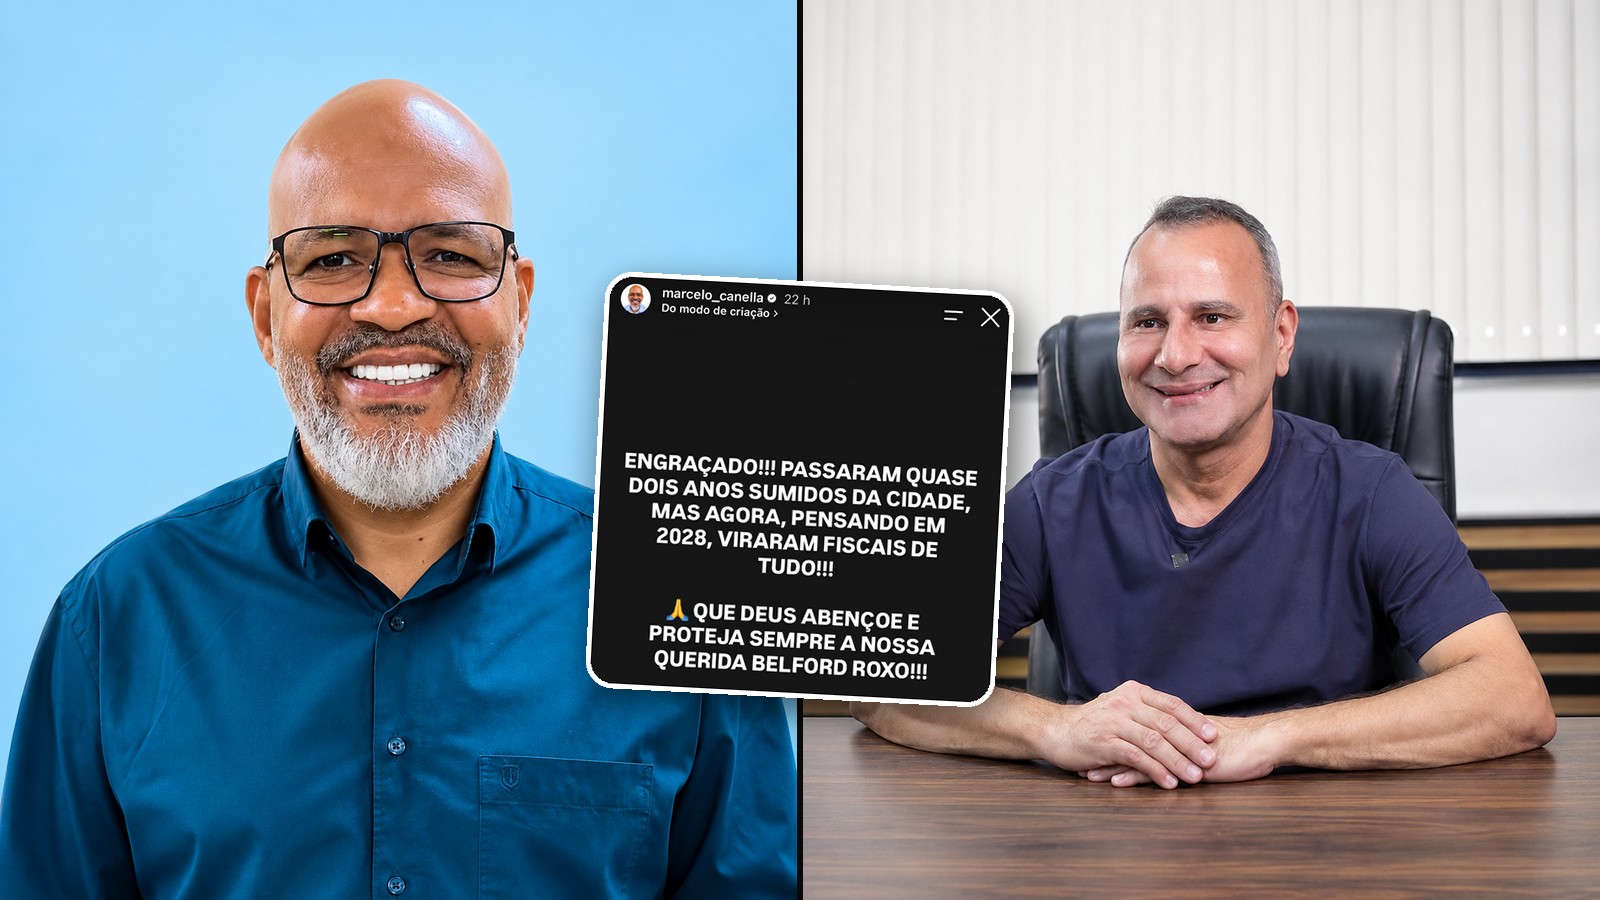 marcelo_canella 22 h
Do modo de criação >
ENGRAÇADO!!! PASSARAM QUASE
DOIS ANOS SUMIDOS DA CIDADE,
MAS AGORA, PENSANDO EM
2028, VIRARAM FISCAIS DE
TUDO!!!
🙏 QUE DEUS ABENÇOE E
PROTEJA SEMPRE A NOSSA
QUERIDA BELFORD ROXO!!!